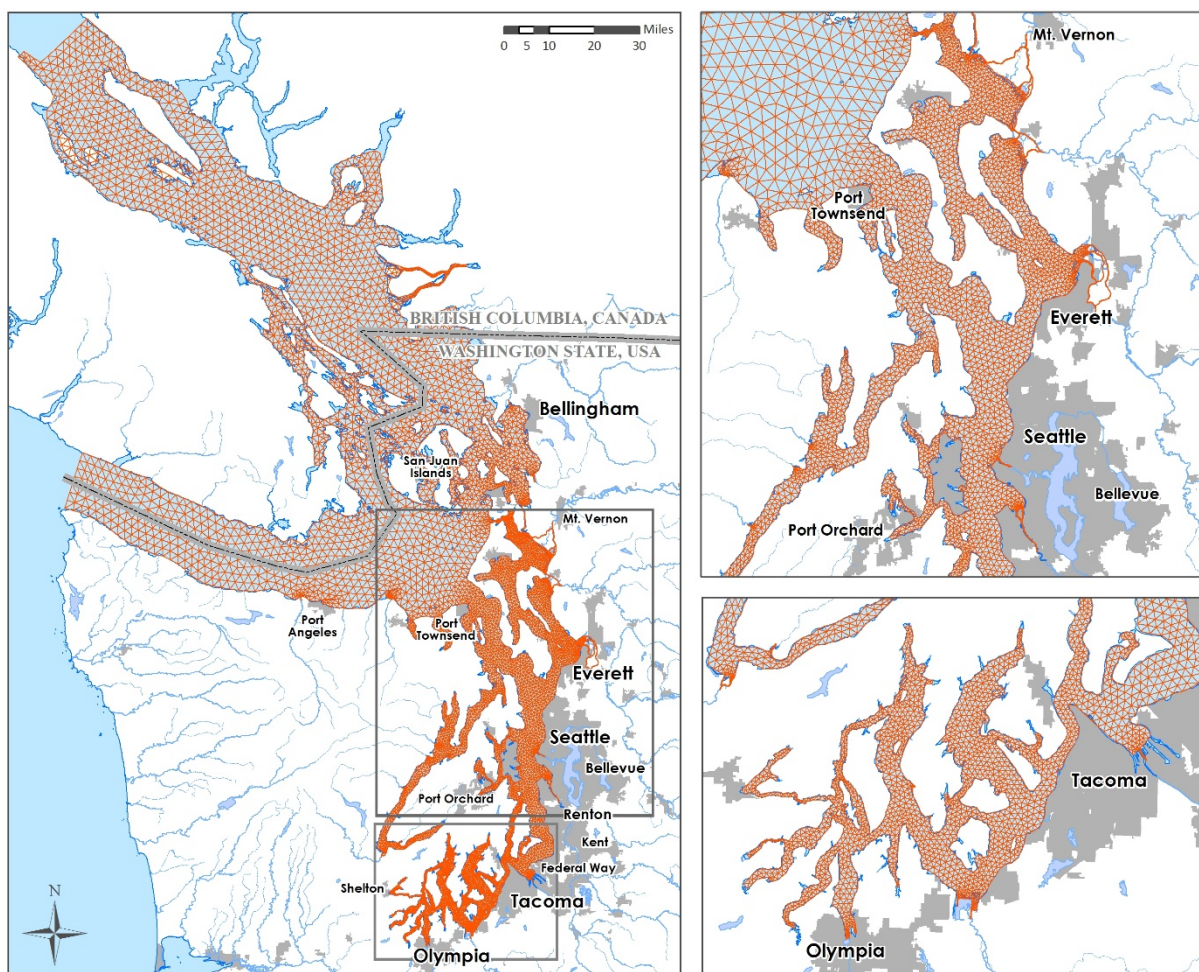 Miles
0 5 10 20 30
BRITISH COLUMBIA, CANADA
WASHINGTON STATE, USA
Bellingham
San Juan
Islands
Mt. Vernon
Port
Angeles
Port
Townsend
Everett
Seattle
Bellevue
Port Orchard
Renton
Kent
Federal Way
Shelton
Tacoma
Olympia
N
Mt. Vernon
Port
Townsend
Everett
Seattle
Bellevue
Port Orchard
Tacoma
Olympia